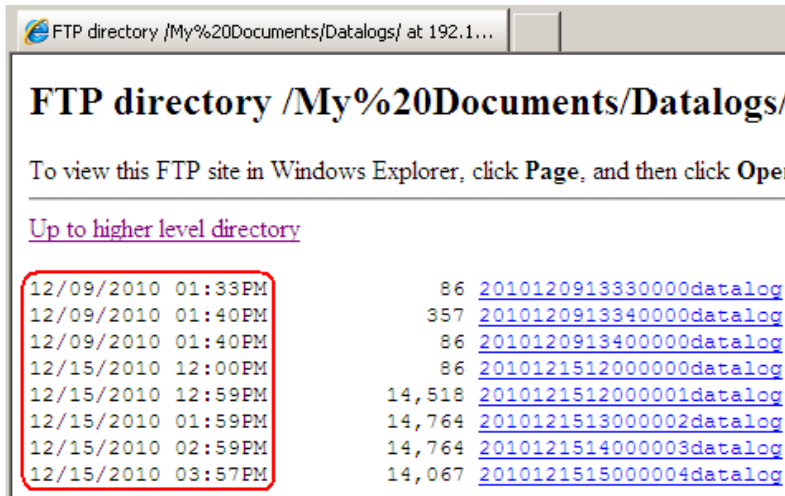 FTP directory /My%20Documents/Datalogs/ at 192.1...
FTP directory /My%20Documents/Datalogs/
To view this FTP site in Windows Explorer, click Page, and then click Ope
Up to higher level directory
12/09/2010 01:33PM 86 2010120913330000datalog
12/09/2010 01:40PM 357 2010120913340000datalog
12/09/2010 01:40PM 86 2010120913400000datalog
12/15/2010 12:00PM 86 2010121512000000datalog
12/15/2010 12:59PM 14,518 2010121512000001datalog
12/15/2010 01:59PM 14,764 2010121513000002datalog
12/15/2010 02:59PM 14,764 2010121514000003datalog
12/15/2010 03:57PM 14,067 2010121515000004datalog